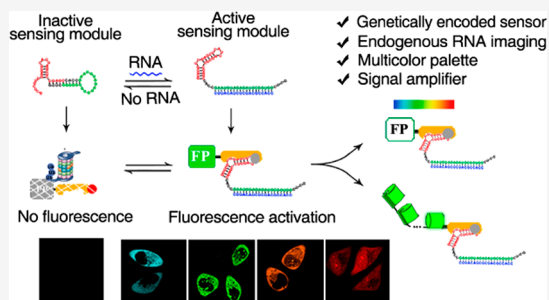 Inactive
sensing module
Active
sensing module
RNA
No RNA
✓ Genetically encoded sensor
✓ Endogenous RNA imaging
✓ Multicolor palette
✓ Signal amplifier
FP
FP
No fluorescence
Fluorescence activation